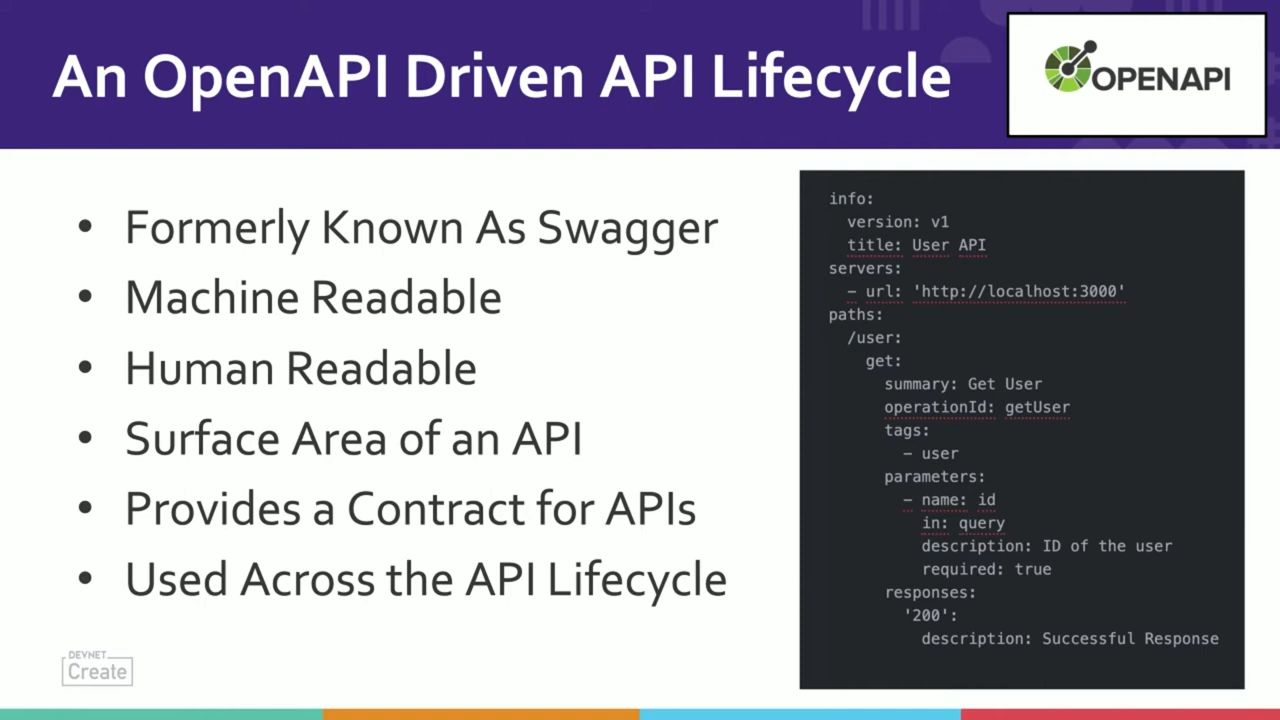 An OpenAPI Driven API Lifecycle
OPENAPI
• Formerly Known As Swagger
• Machine Readable
• Human Readable
• Surface Area of an API
• Provides a Contract for APIs
• Used Across the API Lifecycle
info:
  version: v1
  title: User API
servers:
  - url: 'http://localhost:3000'
paths:
  /user:
    get:
      summary: Get User
      operationId: getUser
      tags:
        - user
      parameters:
        - name: id
          in: query
          description: ID of the user
          required: true
      responses:
        '200':
          description: Successful Response
DEVNET
Create